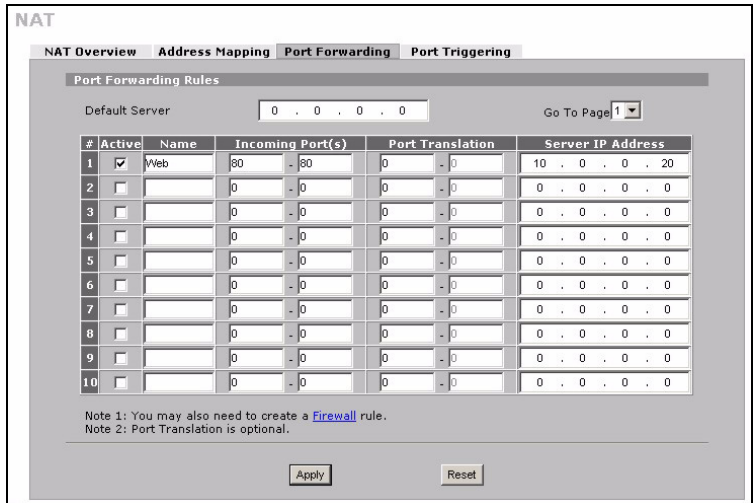 NAT
NAT Overview Address Mapping Port Forwarding Port Triggering
Port Forwarding Rules
Default Server 0 . 0 . 0 . 0 Go To Page 1
# Active Name Incoming Port(s) Port Translation Server IP Address
1 Web 80 - 80 0 - 0 10 . 0 . 0 . 20
2 0 - 0 0 - 0 0 . 0 . 0 . 0
3 0 - 0 0 - 0 0 . 0 . 0 . 0
4 0 - 0 0 - 0 0 . 0 . 0 . 0
5 0 - 0 0 - 0 0 . 0 . 0 . 0
6 0 - 0 0 - 0 0 . 0 . 0 . 0
7 0 - 0 0 - 0 0 . 0 . 0 . 0
8 0 - 0 0 - 0 0 . 0 . 0 . 0
9 0 - 0 0 - 0 0 . 0 . 0 . 0
10 0 - 0 0 - 0 0 . 0 . 0 . 0
Note 1: You may also need to create a Firewall rule.
Note 2: Port Translation is optional.
Apply Reset